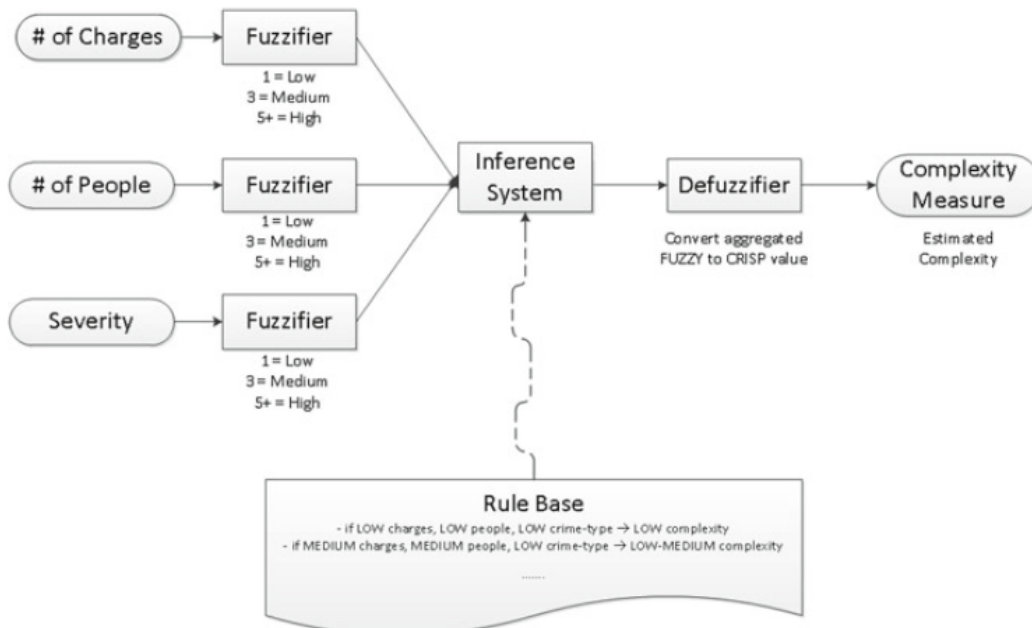 # of Charges
Fuzzifier
1 = Low
3 = Medium
5+ = High
# of People
Fuzzifier
1 = Low
3 = Medium
5+ = High
Severity
Fuzzifier
1 = Low
3 = Medium
5+ = High
Inference
System
Defuzzifier
Convert aggregated
FUZZY to CRISP value
Complexity
Measure
Estimated
Complexity
Rule Base
- if LOW charges, LOW people, LOW crime-type → LOW complexity
- if MEDIUM charges, MEDIUM people, LOW crime-type → LOW-MEDIUM complexity
.......